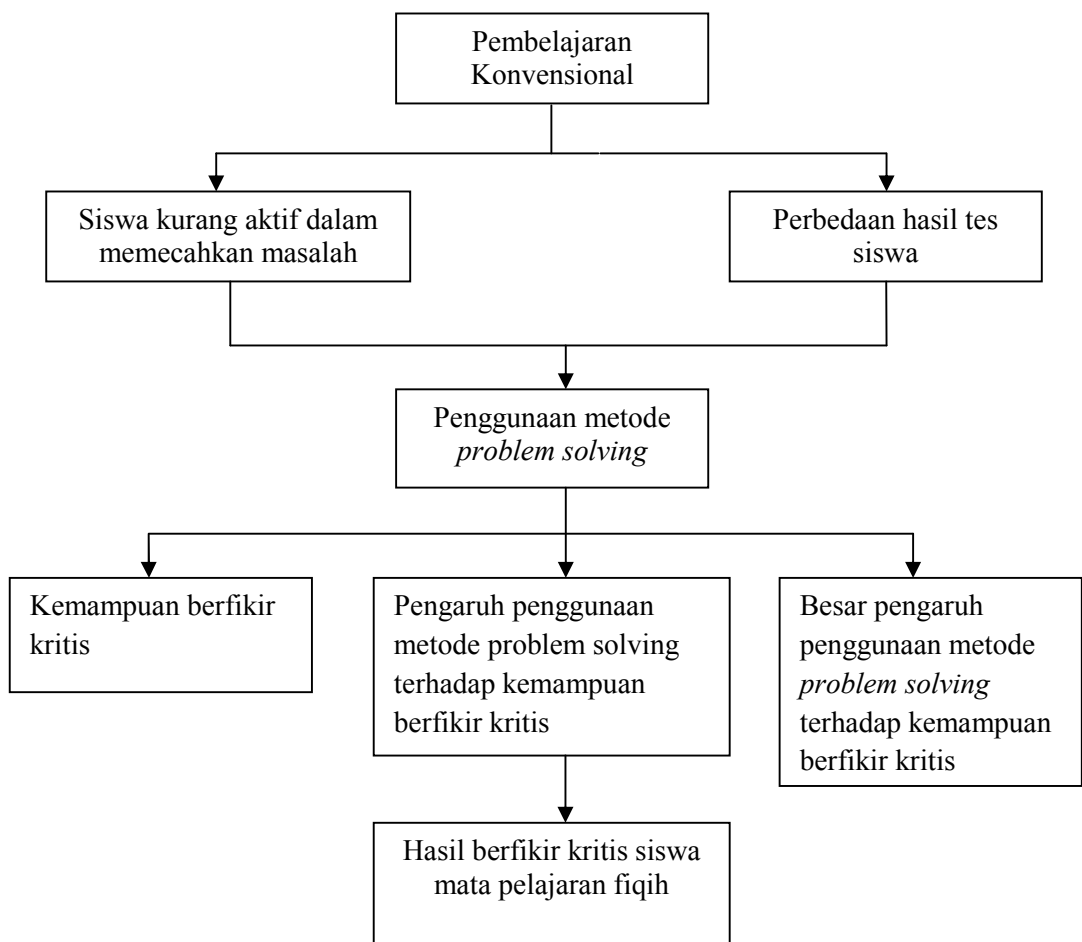 Pembelajaran
Konvensional
Siswa kurang aktif dalam
memecahkan masalah
Perbedaan hasil tes
siswa
Penggunaan metode
problem solving
Kemampuan berfikir
kritis
Pengaruh penggunaan
metode problem solving
terhadap kemampuan
berfikir kritis
Besar pengaruh
penggunaan metode
problem solving
terhadap kemampuan
berfikir kritis
Hasil berfikir kritis siswa
mata pelajaran fiqih